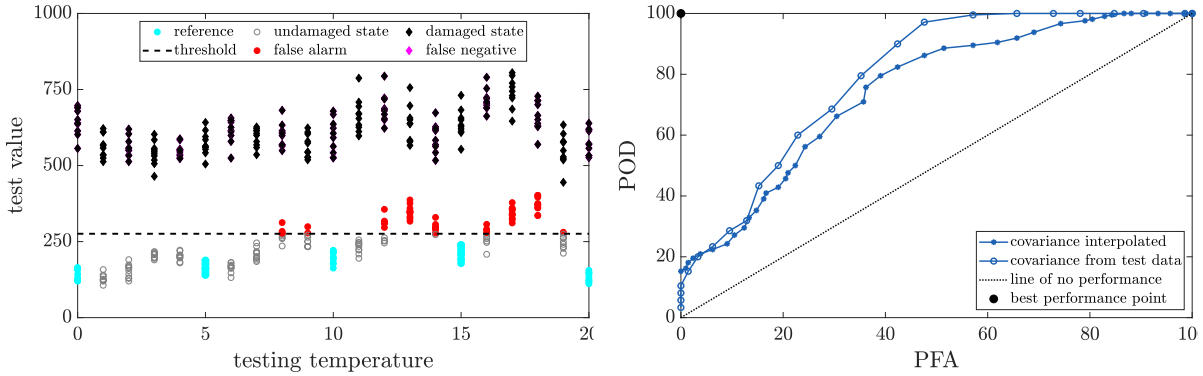 1000
750
500
250
0
test value
reference undamaged state damaged state
threshold false alarm false negative
0 5 10 15 20
testing temperature
100
80
60
40
20
0
POD
covariance interpolated
covariance from test data
line of no performance
best performance point
0 20 40 60 80 100
PFA